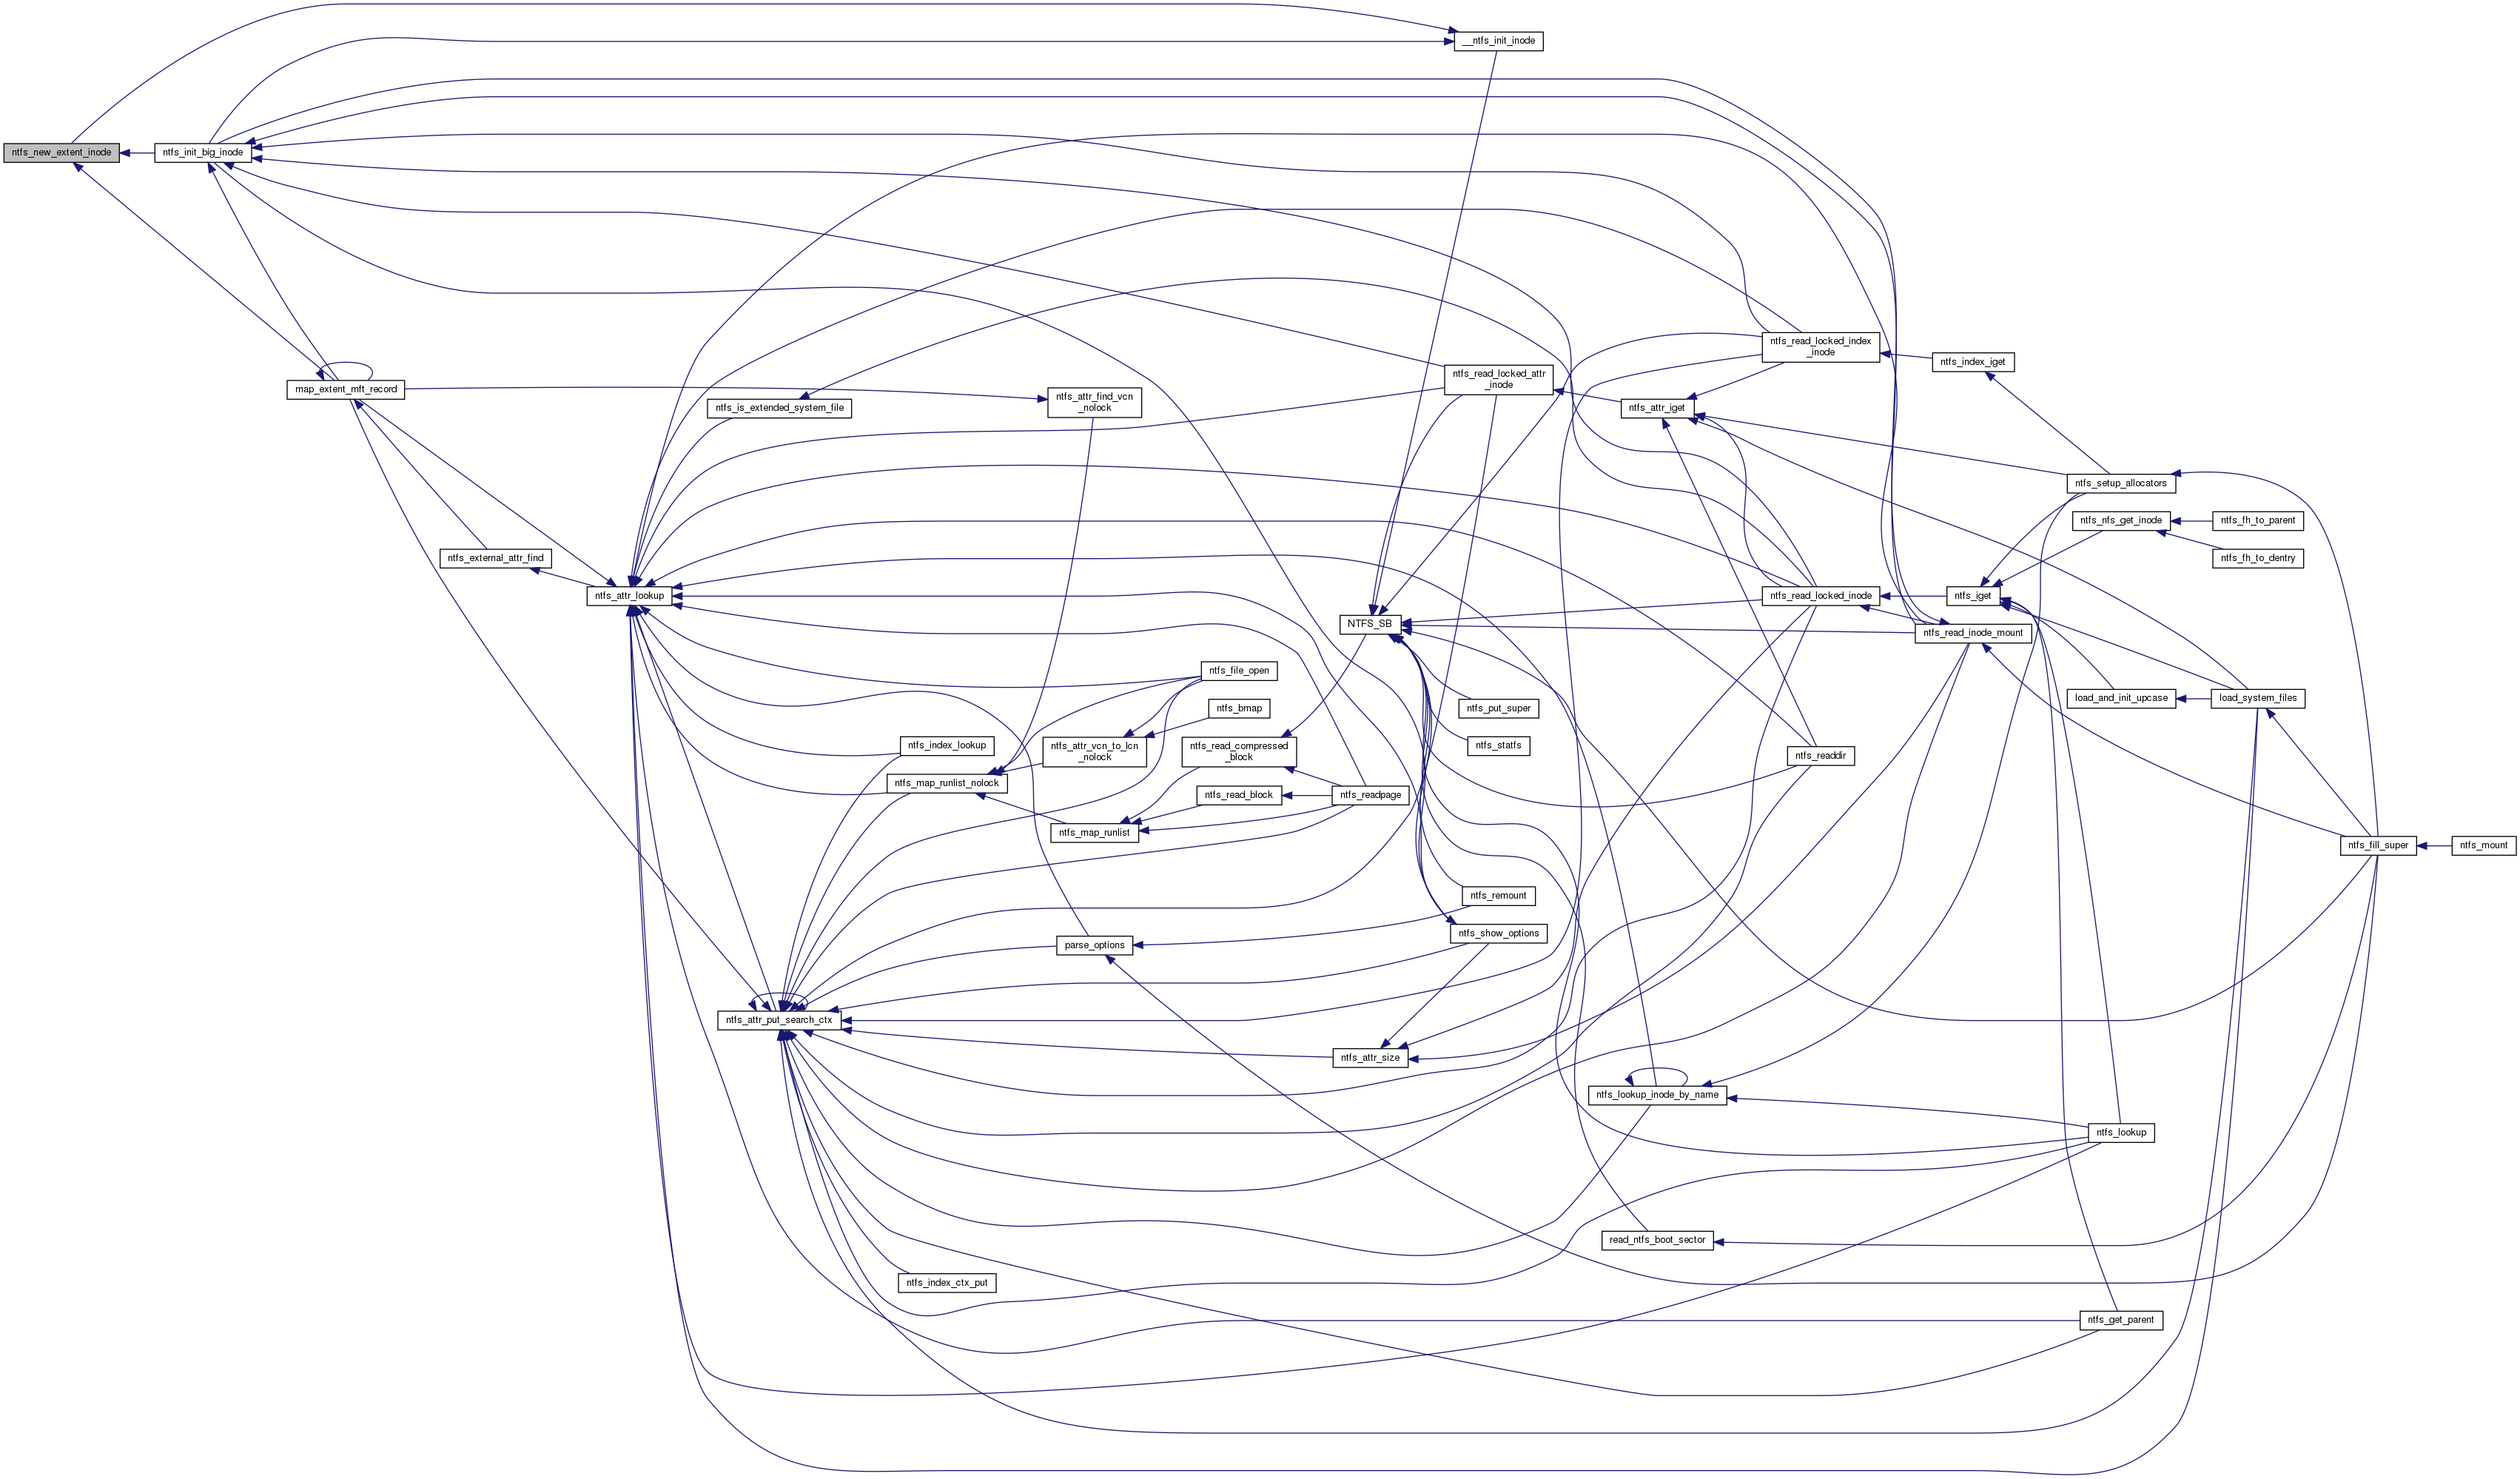 __ntfs_init_inode
ntfs_new_extent_inode
ntfs_init_big_inode
ntfs_read_locked_index
_inode
ntfs_index_iget
map_extent_mft_record
ntfs_read_locked_attr
_inode
ntfs_attr_find_vcn
_nolock
ntfs_is_extended_system_file
ntfs_attr_iget
ntfs_setup_allocators
ntfs_nfs_get_inode
ntfs_fh_to_parent
ntfs_external_attr_find
ntfs_fh_to_dentry
ntfs_attr_lookup
ntfs_read_locked_inode
ntfs_iget
NTFS_SB
ntfs_read_inode_mount
ntfs_file_open
load_and_init_upcase
load_system_files
ntfs_bmap
ntfs_put_super
ntfs_index_lookup
ntfs_attr_vcn_to_lcn
_nolock
ntfs_read_compressed
_block
ntfs_statfs
ntfs_readdir
ntfs_map_runlist_nolock
ntfs_read_block
ntfs_readpage
ntfs_map_runlist
ntfs_fill_super
ntfs_mount
ntfs_remount
parse_options
ntfs_show_options
ntfs_attr_put_search_ctx
ntfs_attr_size
ntfs_lookup_inode_by_name
ntfs_lookup
read_ntfs_boot_sector
ntfs_index_ctx_put
ntfs_get_parent